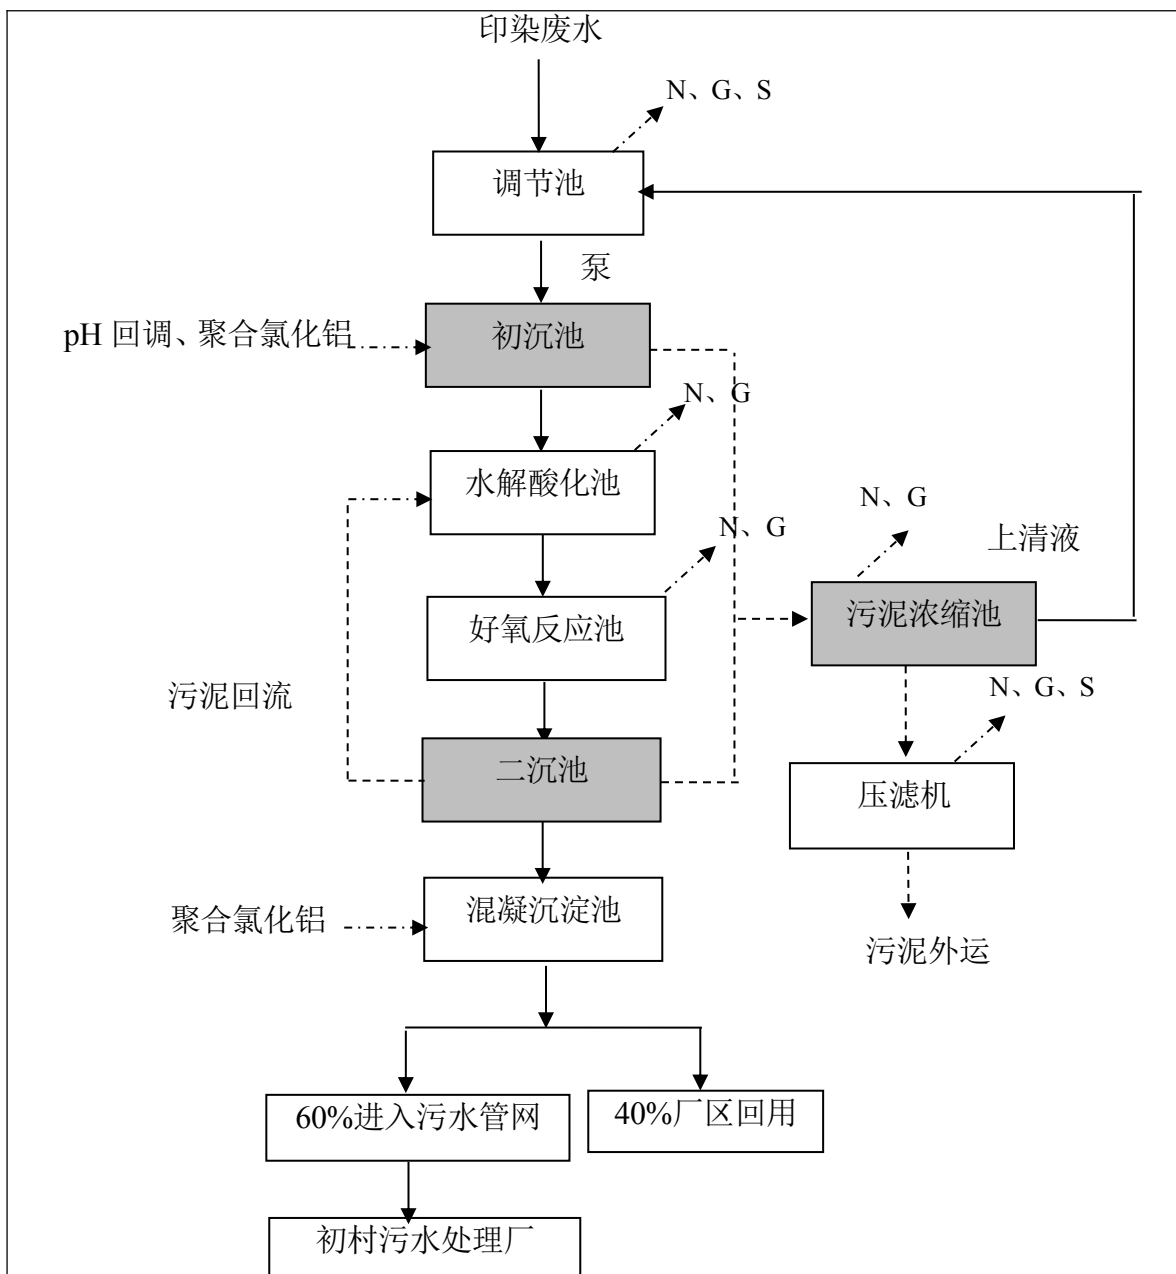 印染废水
N、G、S
调节池
泵
pH 回调、聚合氯化铝
初沉池
N、G
水解酸化池
N、G
N、G
上清液
好氧反应池
污泥浓缩池
污泥回流
N、G、S
二沉池
压滤机
聚合氯化铝
混凝沉淀池
污泥外运
60%进入污水管网
40%厂区回用
初村污水处理厂